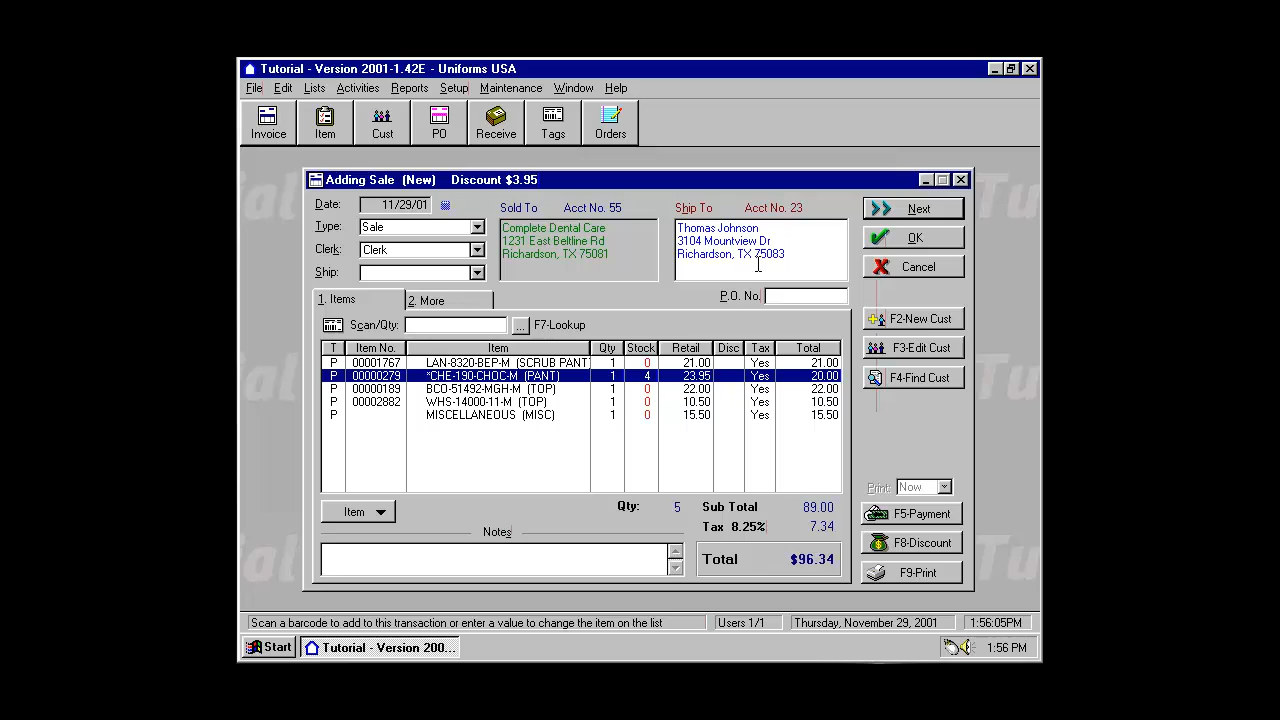 Tutorial - Version 2001-1.42E - Uniforms USA
File Edit Lists Activities Reports Setup Maintenance Window Help
Invoice Item Cust PO Receive Tags Orders
Adding Sale (New) Discount $3.95
Date: 11/29/01 Sold To Acct No. 55 Ship To Acct No. 23 Next
Type: Sale Complete Dental Care Thomas Johnson OK
1231 East Beltline Rd 3104 Mountview Dr
Clerk: Clerk Richardson, TX 75081 Richardson, TX 75083 Cancel
Ship:
1. Items 2. More P.O. No.
Scan/Qty: ... F7-Lookup F2-New Cust
T Item No. Item Qty Stock Retail Disc Tax Total F3-Edit Cust
P 00001767 LAN-8320-BEP-M (SCRUB PANT 1 0 21.00 Yes 21.00
P 00000279 *CHE-190-CHOC-M (PANT) 1 4 23.95 Yes 20.00 F4-Find Cust
P 00000189 BCO-51492-MGH-M (TOP) 1 0 22.00 Yes 22.00
P 00002882 WHS-14000-11-M (TOP) 1 0 10.50 Yes 10.50
P MISCELLANEOUS (MISC) 1 0 15.50 Yes 15.50
Print: Now
Item Qty: 5 Sub Total 89.00 F5-Payment
Notes Tax 8.25% 7.34
F8-Discount
Total $96.34
F9-Print
Scan a barcode to add to this transaction or enter a value to change the item on the list Users 1/1 Thursday, November 29, 2001 1:56:05PM
Start Tutorial - Version 200... 1:56 PM